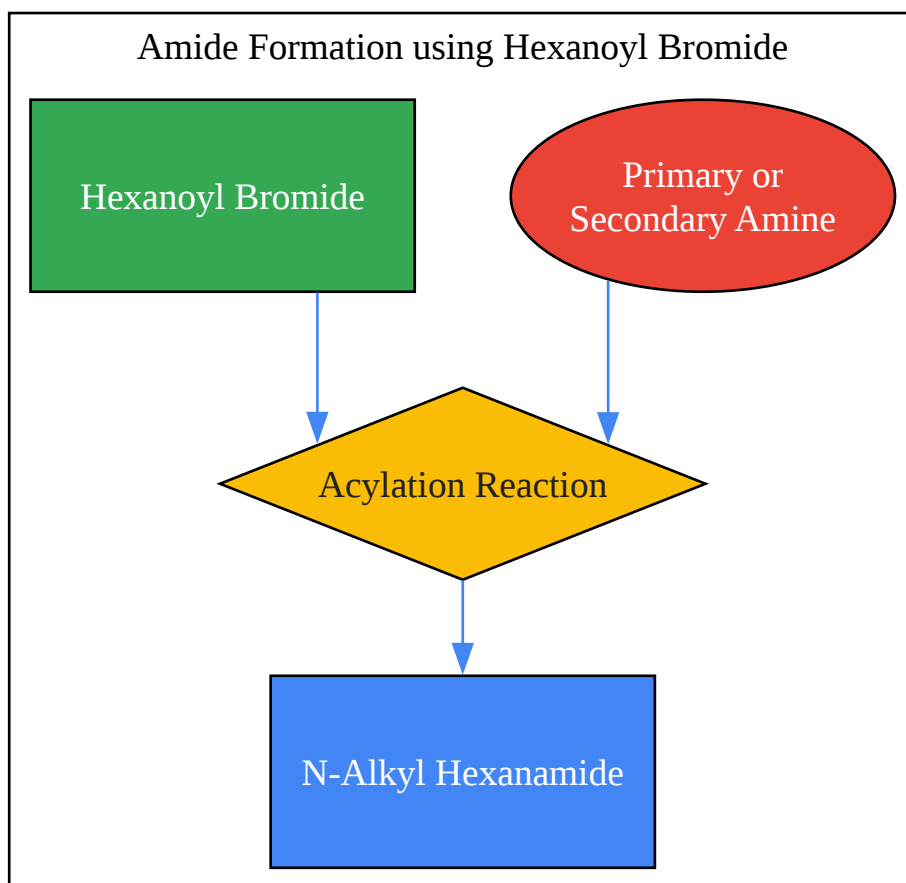 Amide Formation using Hexanoyl Bromide
Hexanoyl Bromide
Primary or
Secondary Amine
Acylation Reaction
N-Alkyl Hexanamide